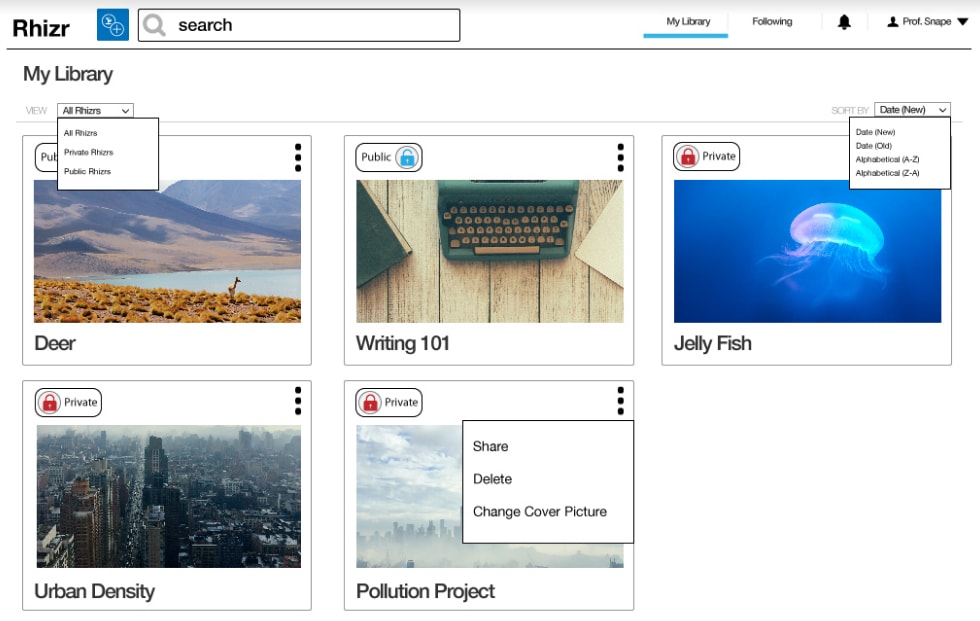 Rhizr
search
My Library
Following
Prof. Snape
My Library
VIEW
All Rhizrs
SORT BY
Date (New)
All Rhizrs
Private Rhizrs
Public Rhizrs
Date (New)
Date (Old)
Alphabetical (A-Z)
Alphabetical (Z-A)
Public
Private
Deer
Writing 101
Jelly Fish
Private
Private
Share
Delete
Change Cover Picture
Urban Density
Pollution Project